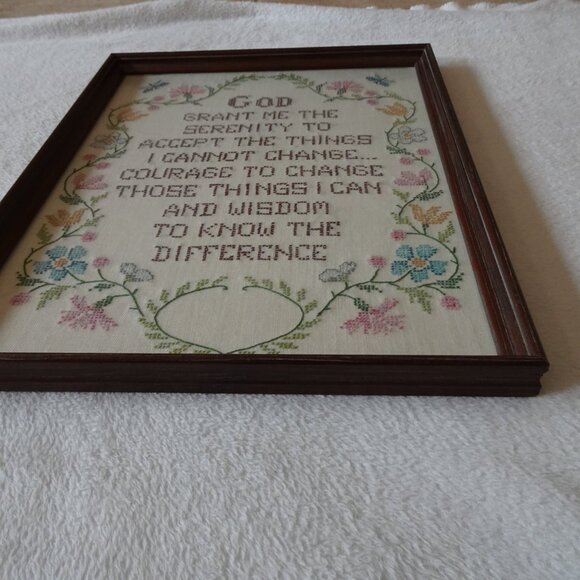 GOD
GRANT ME THE
SERENITY TO
ACCEPT THE THINGS
I CANNOT CHANGE...
COURAGE TO CHANGE
THOSE THINGS I CAN
AND WISDOM
TO KNOW THE
DIFFERENCE